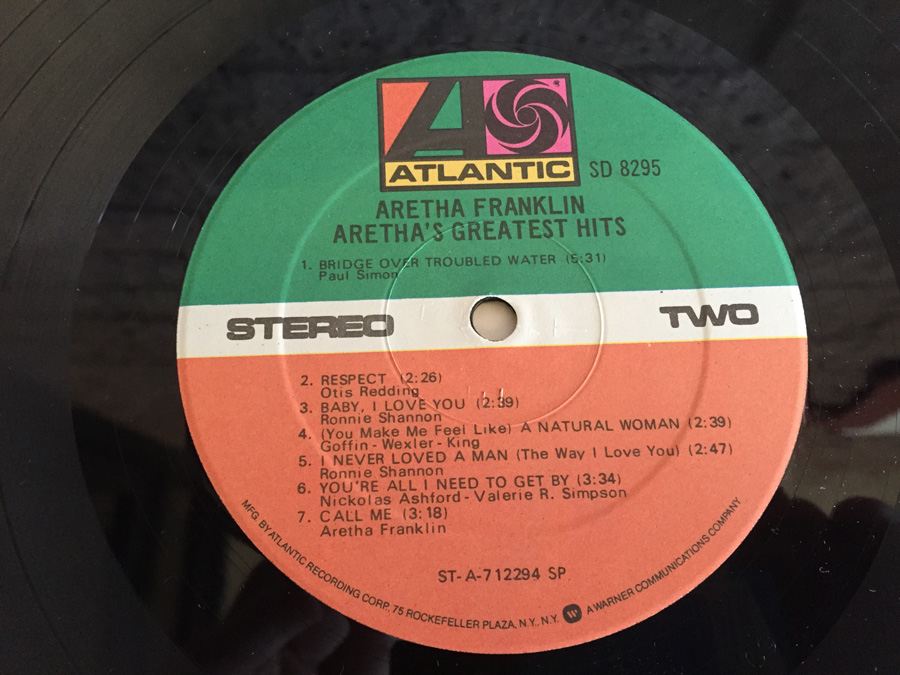 ATLANTIC
SD 8295
ARETHA FRANKLIN
ARETHA'S GREATEST HITS
1. BRIDGE OVER TROUBLED WATER (5:31)
Paul Simon
STEREO TWO
2. RESPECT (2:26)
Otis Redding
3. BABY, I LOVE YOU (2:39)
Ronnie Shannon
4. (You Make Me Feel Like) A NATURAL WOMAN (2:39)
Goffin - Wexler - King
5. I NEVER LOVED A MAN (The Way I Love You) (2:47)
Ronnie Shannon
6. YOU'RE ALL I NEED TO GET BY (3:34)
Nickolas Ashford - Valerie R. Simpson
7. CALL ME (3:18)
Aretha Franklin
ST-A-712294 SP
MFG. BY ATLANTIC RECORDING CORP., 75 ROCKEFELLER PLAZA, N.Y., N.Y. W A WARNER COMMUNICATIONS COMPANY